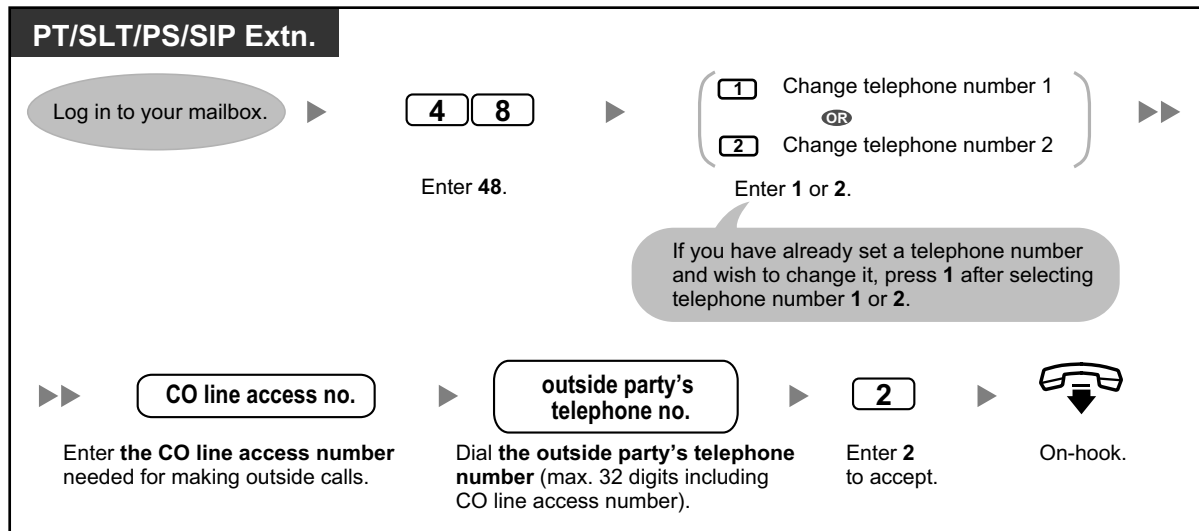 PT/SLT/PS/SIP Extn.
Log in to your mailbox.
4 8
Enter 48.
1 Change telephone number 1
OR
2 Change telephone number 2
Enter 1 or 2.
If you have already set a telephone number
and wish to change it, press 1 after selecting
telephone number 1 or 2.
CO line access no.
Enter the CO line access number
needed for making outside calls.
outside party's
telephone no.
Dial the outside party's telephone
number (max. 32 digits including
CO line access number).
2
Enter 2
to accept.
On-hook.